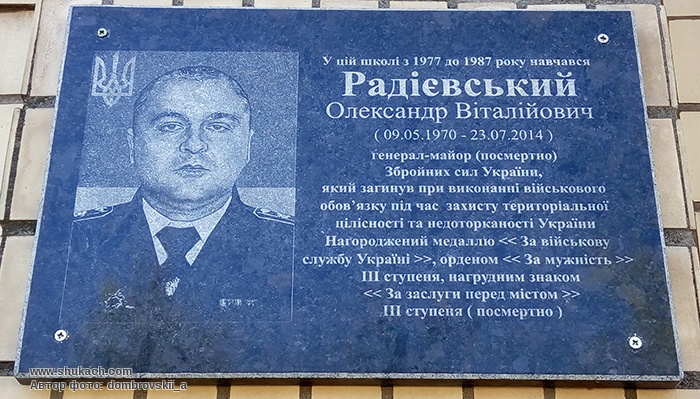 У цій школі з 1977 до 1987 року навчався
Радієвський
Олександр Віталійович
( 09.05.1970 - 23.07.2014 )
генерал-майор (посмертно)
Збройних сил України,
який загинув при виконанні військового
обов'язку під час захисту територіальної
цілісності та недоторканості України
Нагороджений медаллю << За військову
службу Україні >>, орденом << За мужність >>
ІІІ ступеня, нагрудним знаком
<< За заслуги перед містом >>
ІІІ ступеня ( посмертно )
www.shukach.com
Автор фото: dombrovskii_a